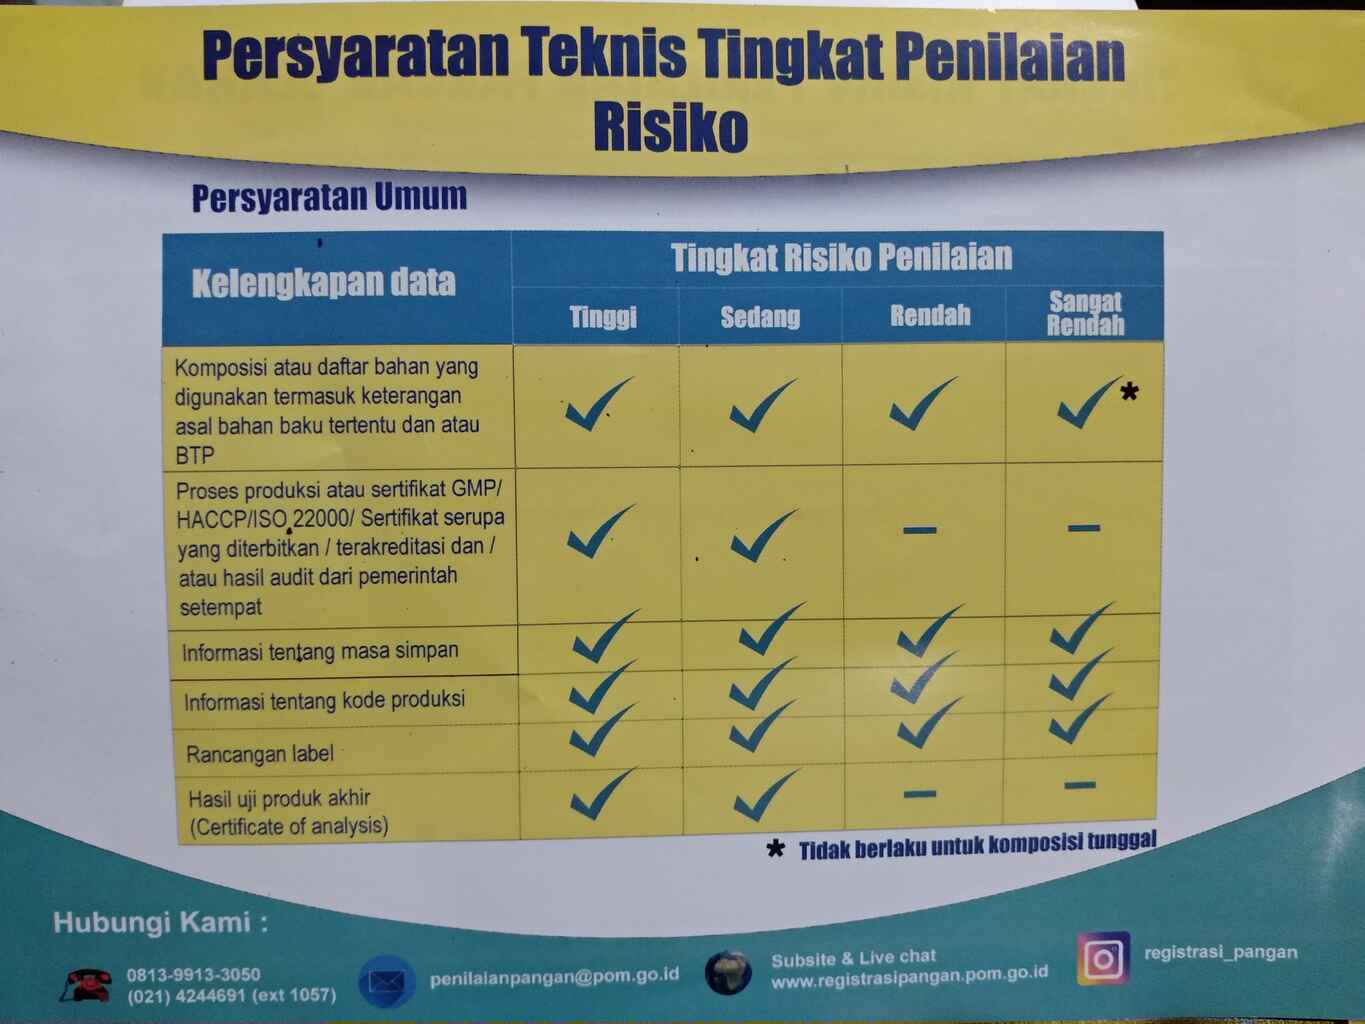 Persyaratan Teknis Tingkat Penilaian
Risiko
Persyaratan Umum
Kelengkapan data
Tingkat Risiko Penilaian
Tinggi
Sedang
Rendah
Sangat
Rendah
Komposisi atau daftar bahan yang
digunakan termasuk keterangan
asal bahan baku tertentu dan atau
BTP
✓ ✓ ✓ ✓*
Proses produksi atau sertifikat GMP/
HACCP/ISO 22000/ Sertifikat serupa
yang diterbitkan / terakreditasi dan /
atau hasil audit dari pemerintah
setempat
✓ ✓ – –
Informasi tentang masa simpan
✓ ✓ ✓ ✓
Informasi tentang kode produksi
✓ ✓ ✓ ✓
Rancangan label
✓ ✓ ✓ ✓
Hasil uji produk akhir
(Certificate of analysis)
✓ ✓ – –
* Tidak berlaku untuk komposisi tunggal
Hubungi Kami :
0813-9913-3050
(021) 4244691 (ext 1057)
penilaianpangan@pom.go.id
Subsite & Live chat
www.registrasipangan.pom.go.id
registrasi_pangan